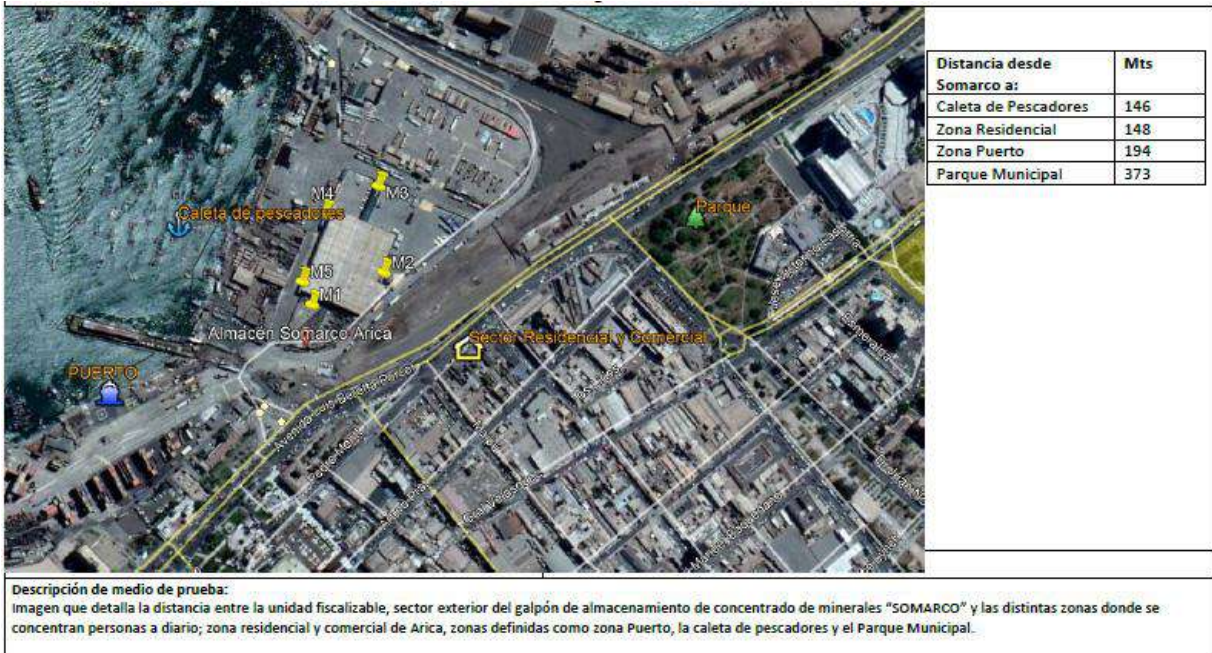 Distancia desde Somarco a: Mts
Caleta de Pescadores 146
Zona Residencial 148
Zona Puerto 194
Parque Municipal 373
M4
M3
Caleta de pescadores
Parque
M2
M5
M1
Almacén Somarco Arica
Sector Residencial y Comercial
PUERTO
Avenida Luis Beretta Porcel
Descripción de medio de prueba:
Imagen que detalla la distancia entre la unidad fiscalizable, sector exterior del galpón de almacenamiento de concentrado de minerales “SOMARCO” y las distintas zonas donde se
concentran personas a diario; zona residencial y comercial de Arica, zonas definidas como zona Puerto, la caleta de pescadores y el Parque Municipal.